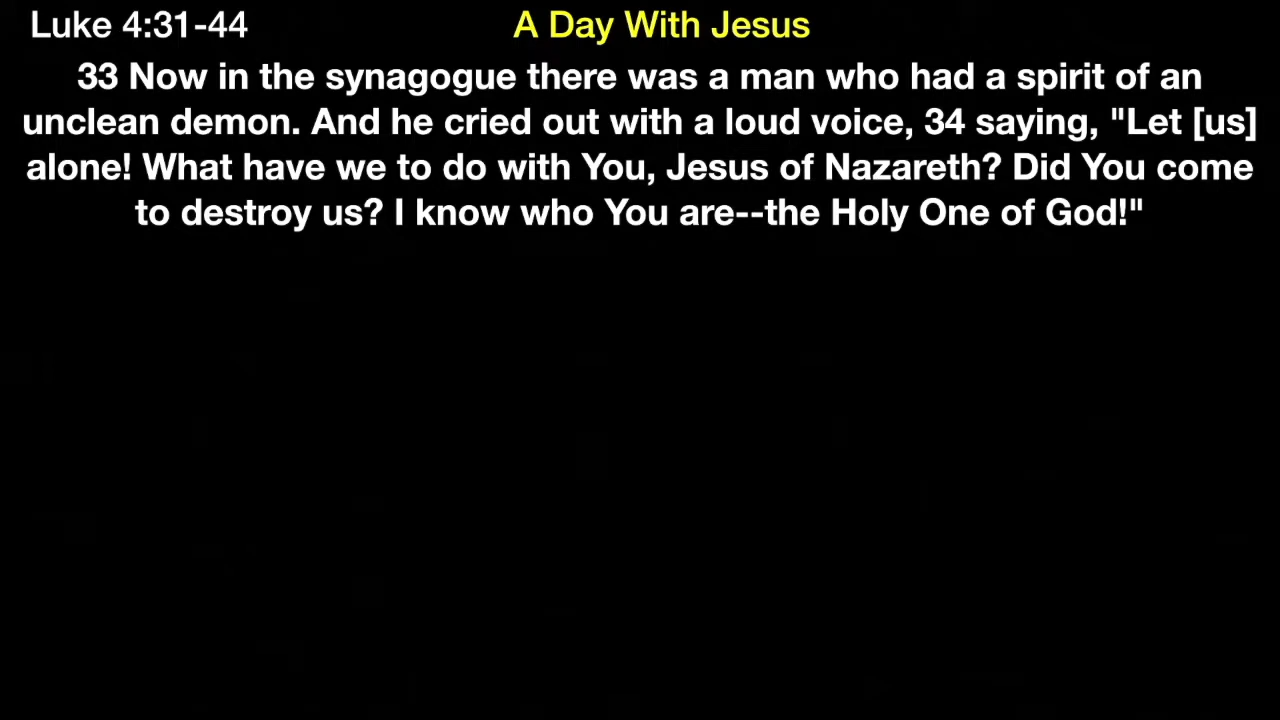 Luke 4:31-44
A Day With Jesus
33 Now in the synagogue there was a man who had a spirit of an
unclean demon. And he cried out with a loud voice, 34 saying, "Let [us]
alone! What have we to do with You, Jesus of Nazareth? Did You come
to destroy us? I know who You are--the Holy One of God!"